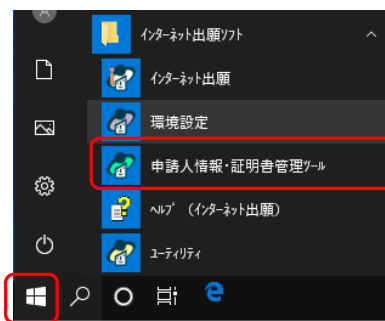 インターネット出願ソフト
インターネット出願
環境設定
申請人情報・証明書管理ツール
ヘルプ （インターネット出願）
ユーティリティ